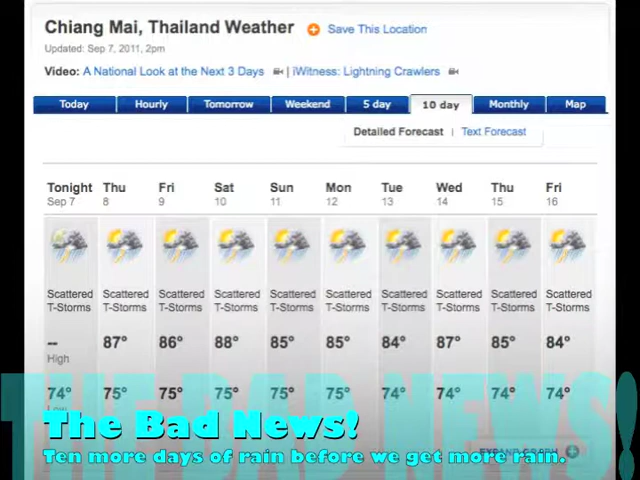 Chiang Mai, Thailand Weather Save This Location
Updated: Sep 7, 2011, 2pm
Video: A National Look at the Next 3 Days | iWitness: Lightning Crawlers
Today Hourly Tomorrow Weekend 5 day 10 day Monthly Map
Detailed Forecast | Text Forecast
Tonight Thu Fri Sat Sun Mon Tue Wed Thu Fri
Sep 7 8 9 10 11 12 13 14 15 16
Scattered Scattered Scattered Scattered Scattered Scattered Scattered Scattered Scattered Scattered
T-Storms T-Storms T-Storms T-Storms T-Storms T-Storms T-Storms T-Storms T-Storms T-Storms
-- 87° 86° 88° 85° 85° 84° 87° 85° 84°
High
74° 75° 75° 75° 75° 75° 74° 74° 74° 74°
Low
THE BAD NEWS!
The Bad News!
EXPAND GRAPH
Ten more days of rain before we get more rain.